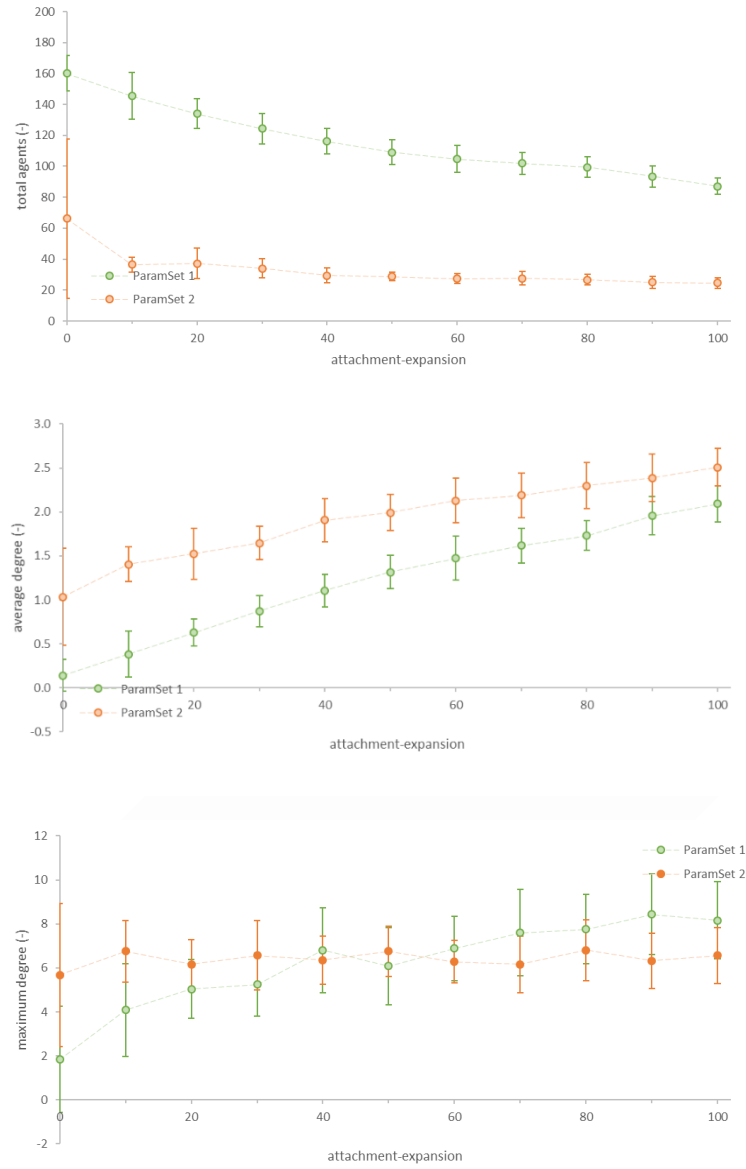 200
180
160
140
120
100
80
60
40
20
0
total agents (-)
ParamSet 1
ParamSet 2
0 20 40 60 80 100
attachment-expansion
3.0
2.5
2.0
1.5
1.0
0.5
0.0
-0.5
average degree (-)
0 20 40 60 80 100
ParamSet 1
ParamSet 2
attachment-expansion
12
10
8
6
4
2
0
-2
maximum degree (-)
ParamSet 1
ParamSet 2
0 20 40 60 80 100
attachment-expansion